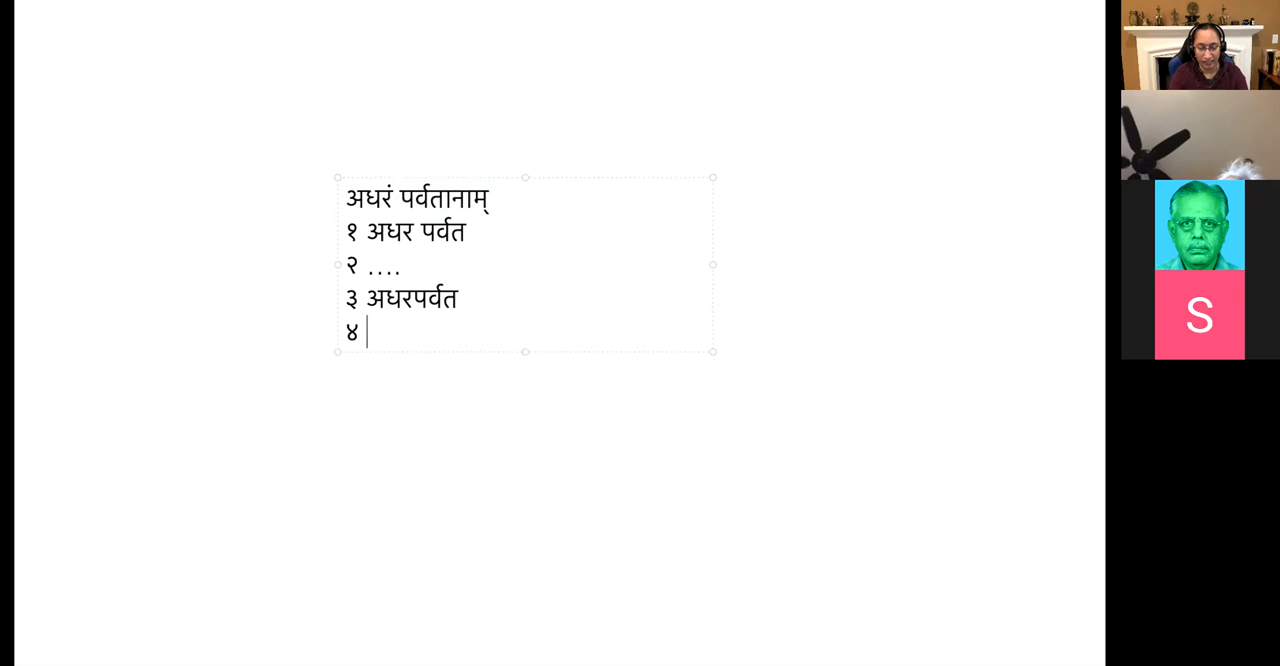 अधरं पर्वतानाम्
१ अधर पर्वत
२ ....
३ अधरपर्वत
४
S